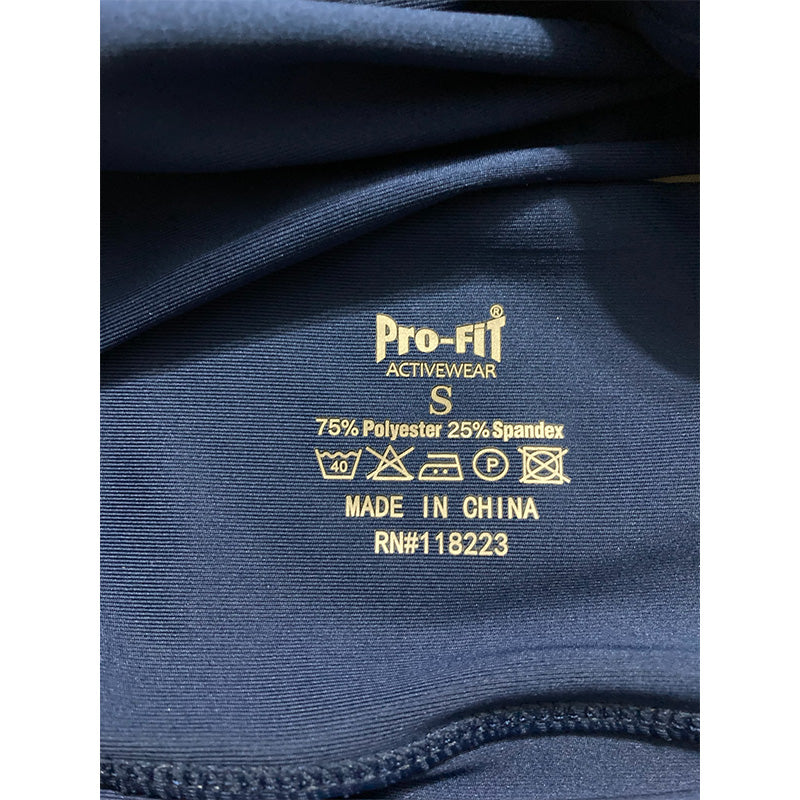 Pro-Fit®
ACTIVEWEAR
S
75% Polyester 25% Spandex
40 P
MADE IN CHINA
RN#118223